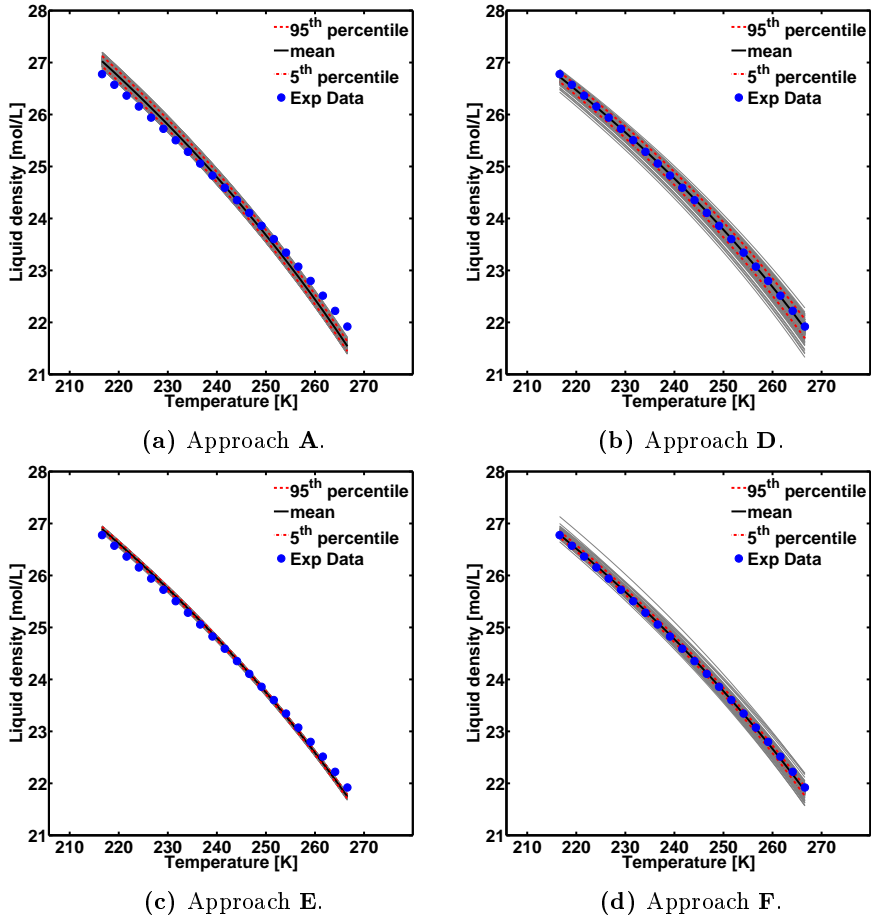 28
27
26
25
24
23
22
21
Liquid density [mol/L]
210 220 230 240 250 260 270
Temperature [K]
95th percentile
mean
5th percentile
Exp Data
(a) Approach A.
28
27
26
25
24
23
22
21
Liquid density [mol/L]
210 220 230 240 250 260 270
Temperature [K]
95th percentile
mean
5th percentile
Exp Data
(b) Approach D.
28
27
26
25
24
23
22
21
Liquid density [mol/L]
210 220 230 240 250 260 270
Temperature [K]
95th percentile
mean
5th percentile
Exp Data
(c) Approach E.
28
27
26
25
24
23
22
21
Liquid density [mol/L]
210 220 230 240 250 260 270
Temperature [K]
95th percentile
mean
5th percentile
Exp Data
(d) Approach F.